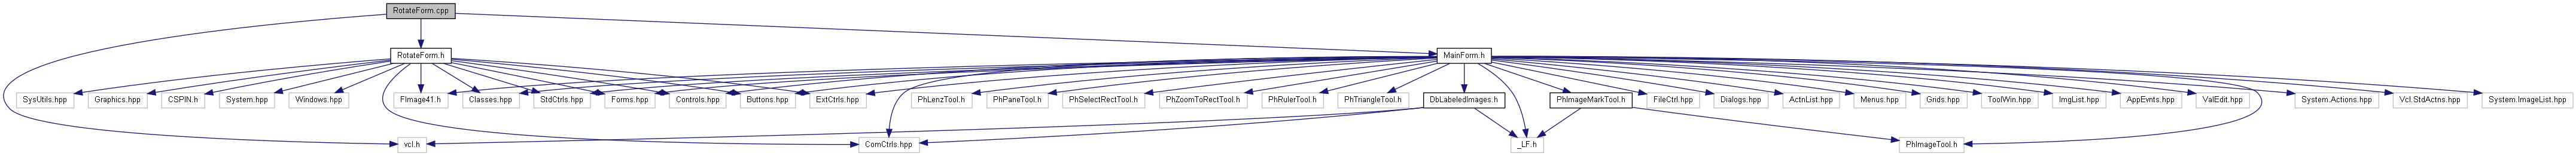 RotateForm.cpp
RotateForm.h
MainForm.h
SysUtils.hpp
Graphics.hpp
CSPIN.h
System.hpp
Windows.hpp
FImage41.h
Classes.hpp
StdCtrls.hpp
Forms.hpp
Controls.hpp
Buttons.hpp
ExtCtrls.hpp
PhLenzTool.h
PhPaneTool.h
PhSelectRectTool.h
PhZoomToRectTool.h
PhRulerTool.h
PhTriangleTool.h
DbLabeledImages.h
PhImageMarkTool.h
FileCtrl.hpp
Dialogs.hpp
ActnList.hpp
Menus.hpp
Grids.hpp
ToolWin.hpp
ImgList.hpp
AppEvnts.hpp
ValEdit.hpp
System.Actions.hpp
Vcl.StdActns.hpp
System.ImageList.hpp
vcl.h
ComCtrls.hpp
_LF.h
PhImageTool.h